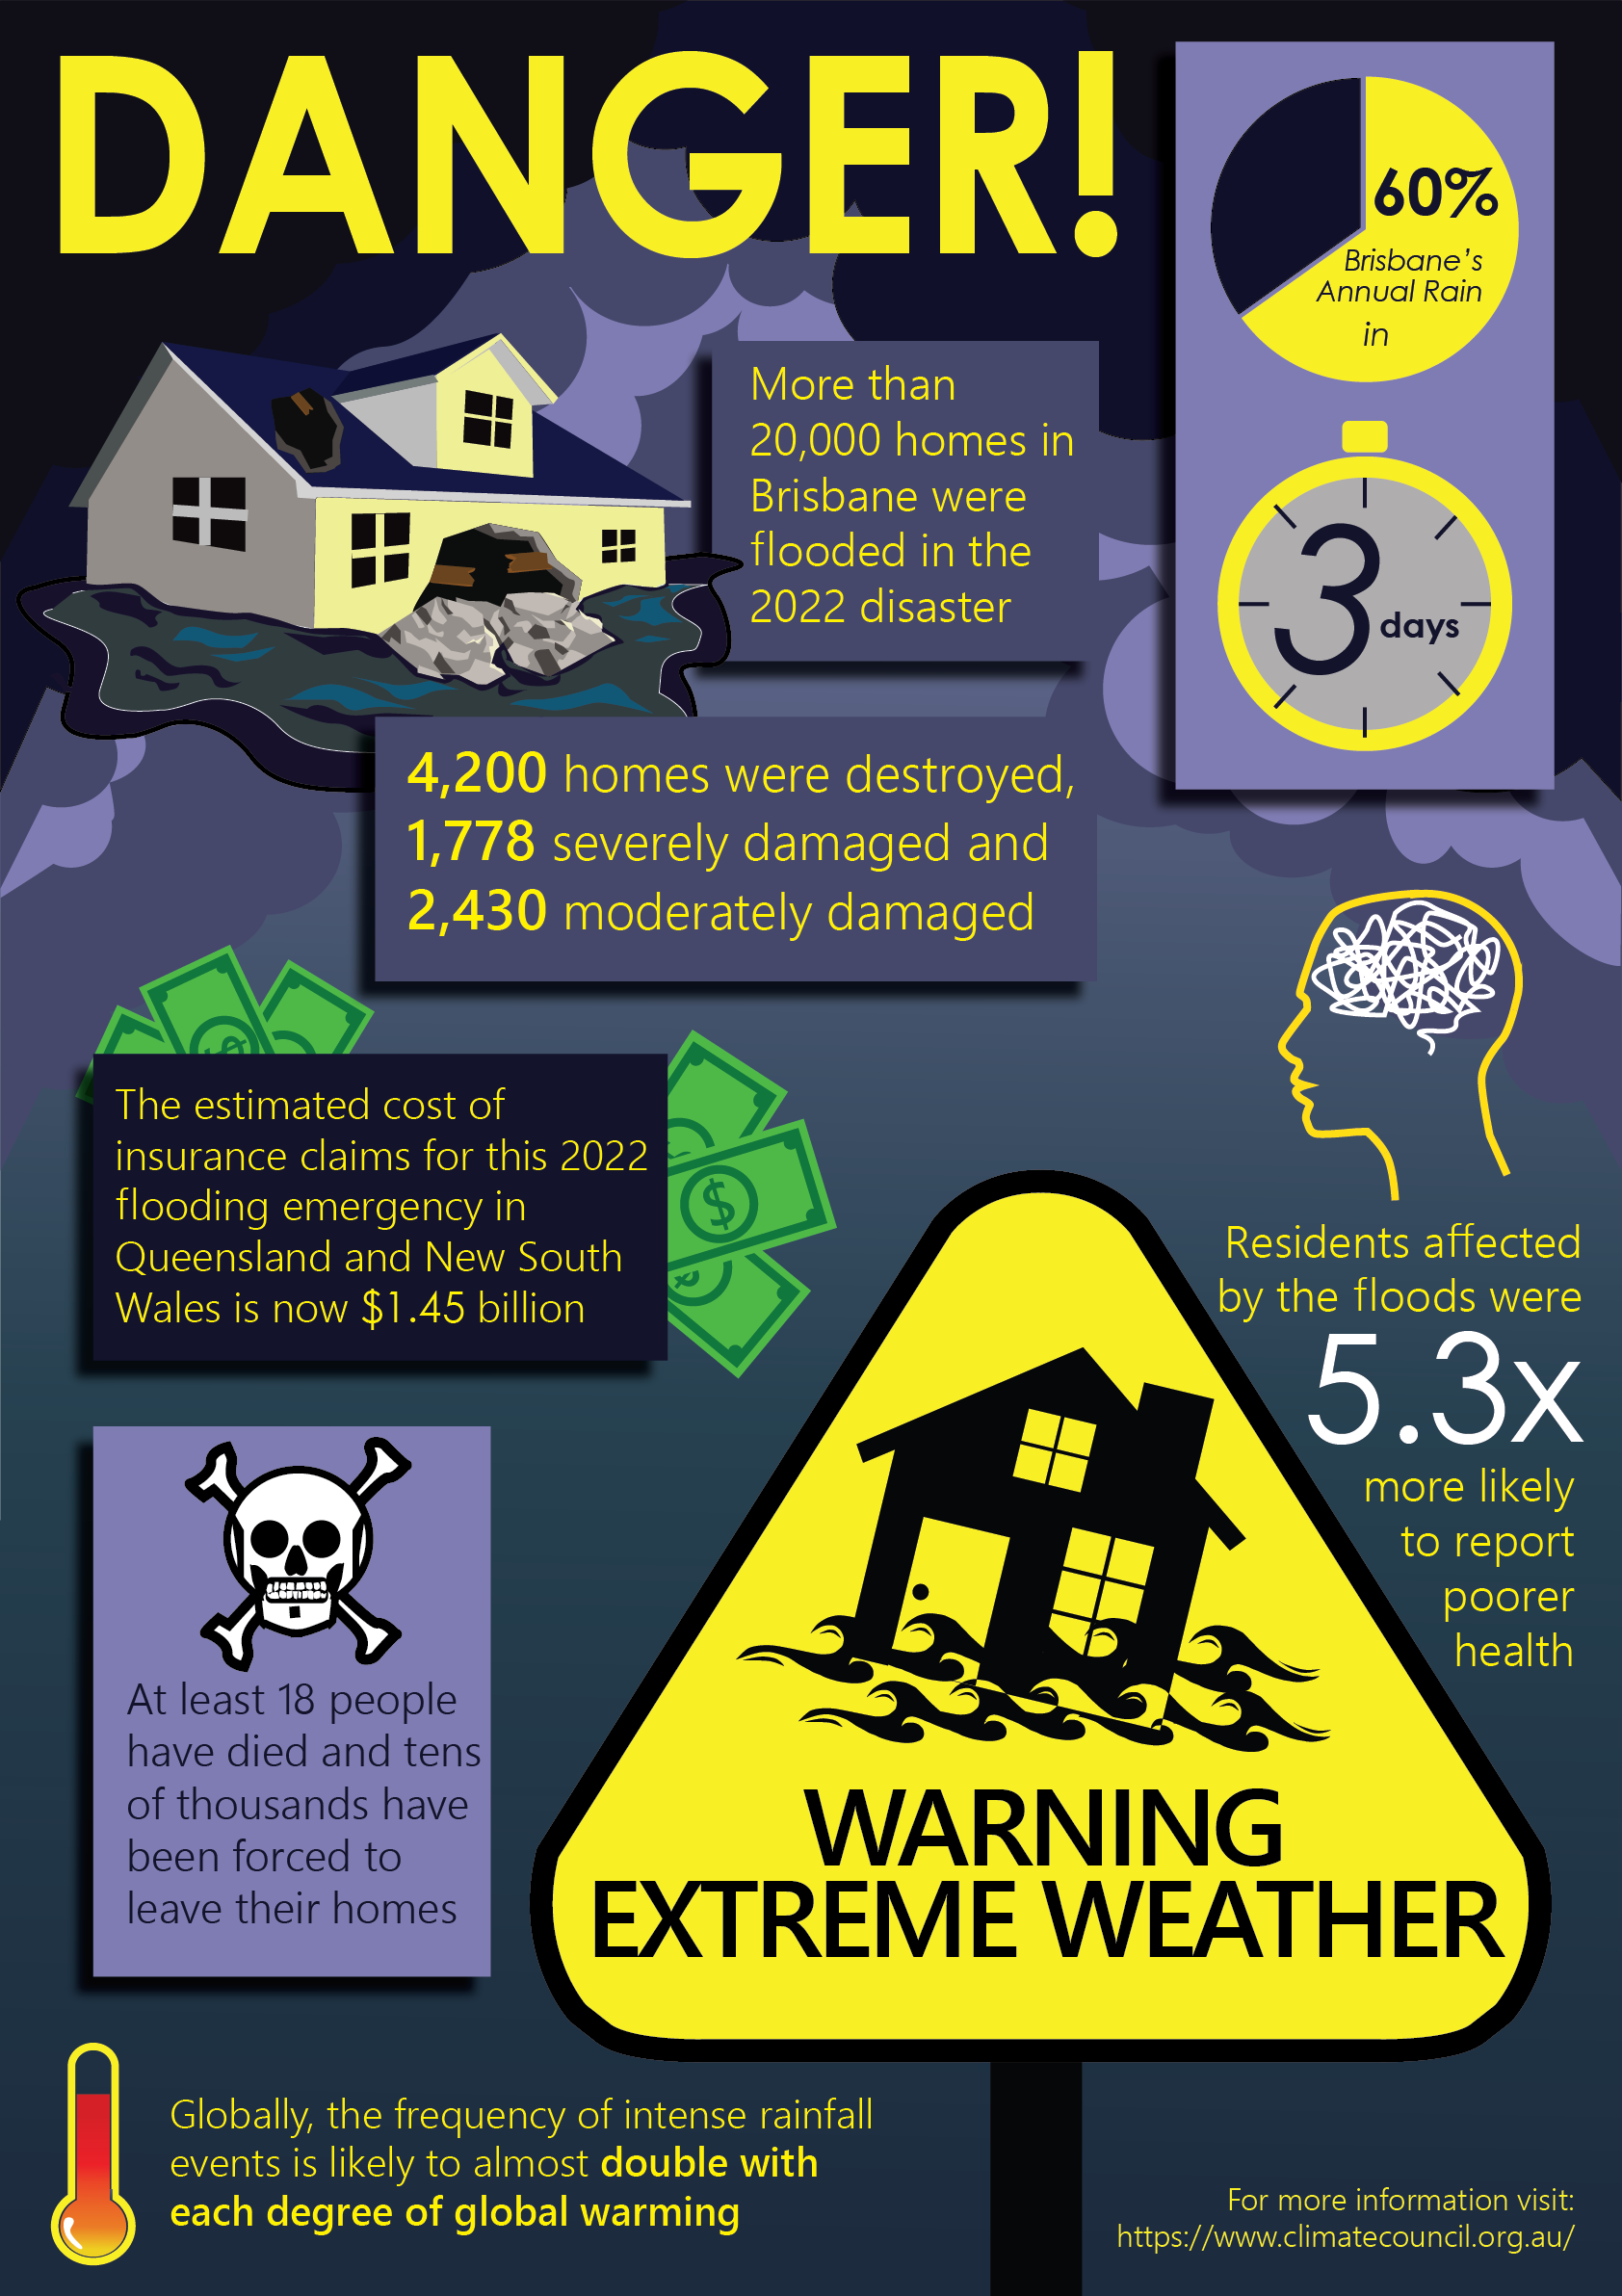 DANGER!
60%
Brisbane's
Annual Rain
in
3 days
More than
20,000 homes in
Brisbane were
flooded in the
2022 disaster
4,200 homes were destroyed,
1,778 severely damaged and
2,430 moderately damaged
The estimated cost of
insurance claims for this 2022
flooding emergency in
Queensland and New South
Wales is now $1.45 billion
$
Residents affected
by the floods were
5.3x
more likely
to report
poorer
health
At least 18 people
have died and tens
of thousands have
been forced to
leave their homes
WARNING
EXTREME WEATHER
Globally, the frequency of intense rainfall
events is likely to almost double with
each degree of global warming
For more information visit:
https://www.climatecouncil.org.au/